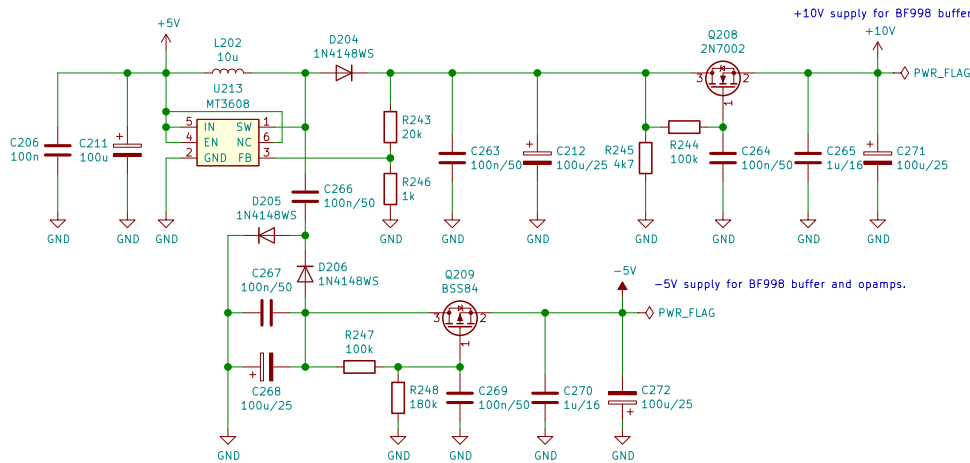 +10V supply for BF998 buffer
+5V
+10V
L202
10u
D204
1N4148WS
Q208
2N7002
3
2
1
PWR_FLAG
U213
MT3608
5
IN
SW
1
4
EN
NC
6
2
GND
FB
3
C206
100n
C211
100u
R243
20k
R246
1k
C263
100n/50
C212
100u/25
R245
4k7
R244
100k
C264
100n/50
C265
1u/16
C271
100u/25
C266
100n/50
GND
GND
GND
GND
GND
GND
GND
GND
GND
GND
D205
1N4148WS
D206
1N4148WS
C267
100n/50
C268
100u/25
Q209
BSS84
3
2
1
-5V
-5V supply for BF998 buffer and opamps.
PWR_FLAG
R247
100k
R248
180k
C269
100n/50
C270
1u/16
C272
100u/25
GND
GND
GND
GND
GND